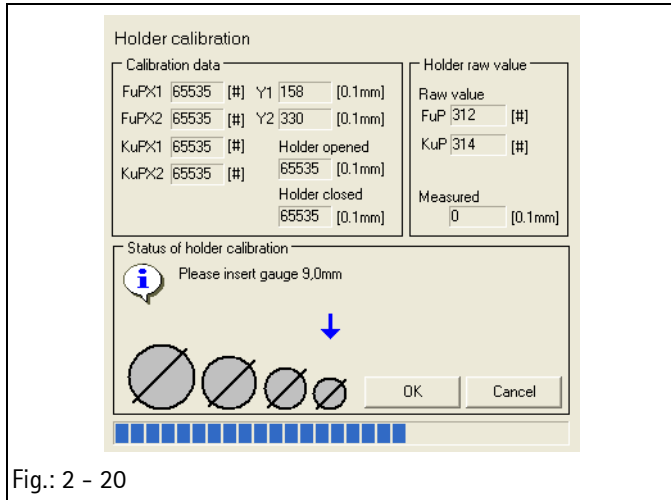 Holder calibration
Calibration data
FuPX1 65535 [#] Y1 158 [0.1mm]
FuPX2 65535 [#] Y2 330 [0.1mm]
KuPX1 65535 [#] Holder opened
KuPX2 65535 [#] 65535 [0.1mm]
Holder closed
65535 [0.1mm]
Holder raw value
Raw value
FuP 312 [#]
KuP 314 [#]
Measured
0 [0.1mm]
Status of holder calibration
Please insert gauge 9,0mm
OK Cancel
Fig.: 2 - 20